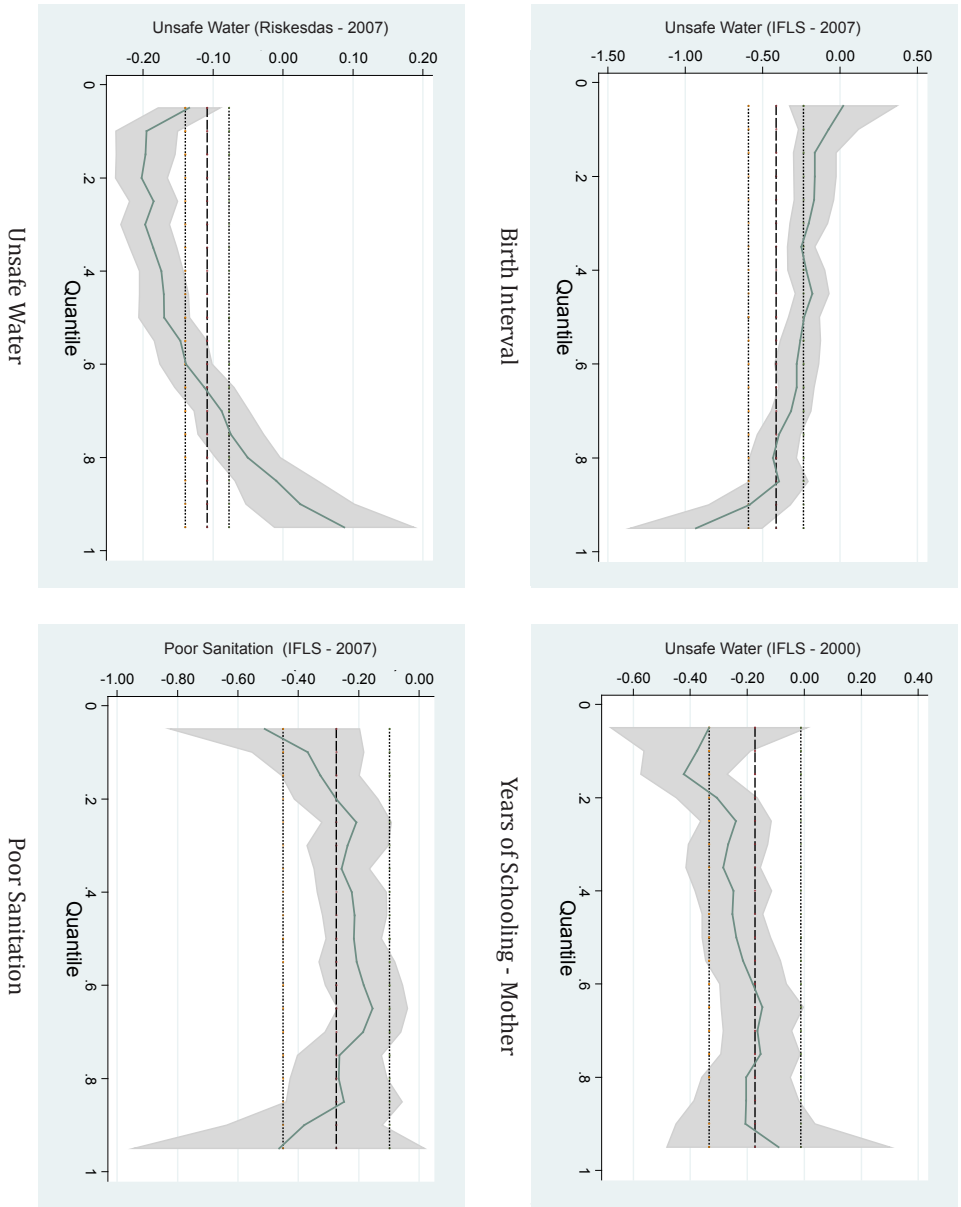 Unsafe Water (IFLS - 2007)
-1.50 -1.00 -0.50 0.00 0.50
0 .2 .4 .6 .8 1
Quantile
Birth Interval
Unsafe Water (IFLS - 2000)
-0.60 -0.40 -0.20 0.00 0.20 0.40
0 .2 .4 .6 .8 1
Quantile
Years of Schooling - Mother
Unsafe Water (Riskesdas - 2007)
-0.20 -0.10 0.00 0.10 0.20
0 .2 .4 .6 .8 1
Quantile
Unsafe Water
Poor Sanitation (IFLS - 2007)
-1.00 -0.80 -0.60 -0.40 -0.20 0.00
0 .2 .4 .6 .8 1
Quantile
Poor Sanitation